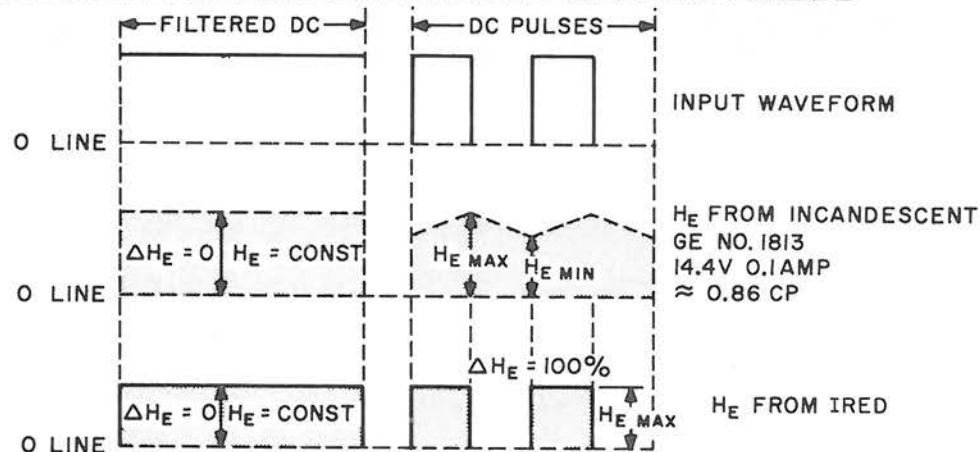 FILTERED DC
DC PULSES
INPUT WAVEFORM
O LINE
H_E FROM INCANDESCENT
GE NO. 1813
14.4V 0.1AMP
≈ 0.86 CP
ΔH_E = O H_E = CONST
H_E MAX
H_E MIN
O LINE
ΔH_E = 100%
ΔH_E = O H_E = CONST
H_E MAX
H_E FROM IRED
O LINE